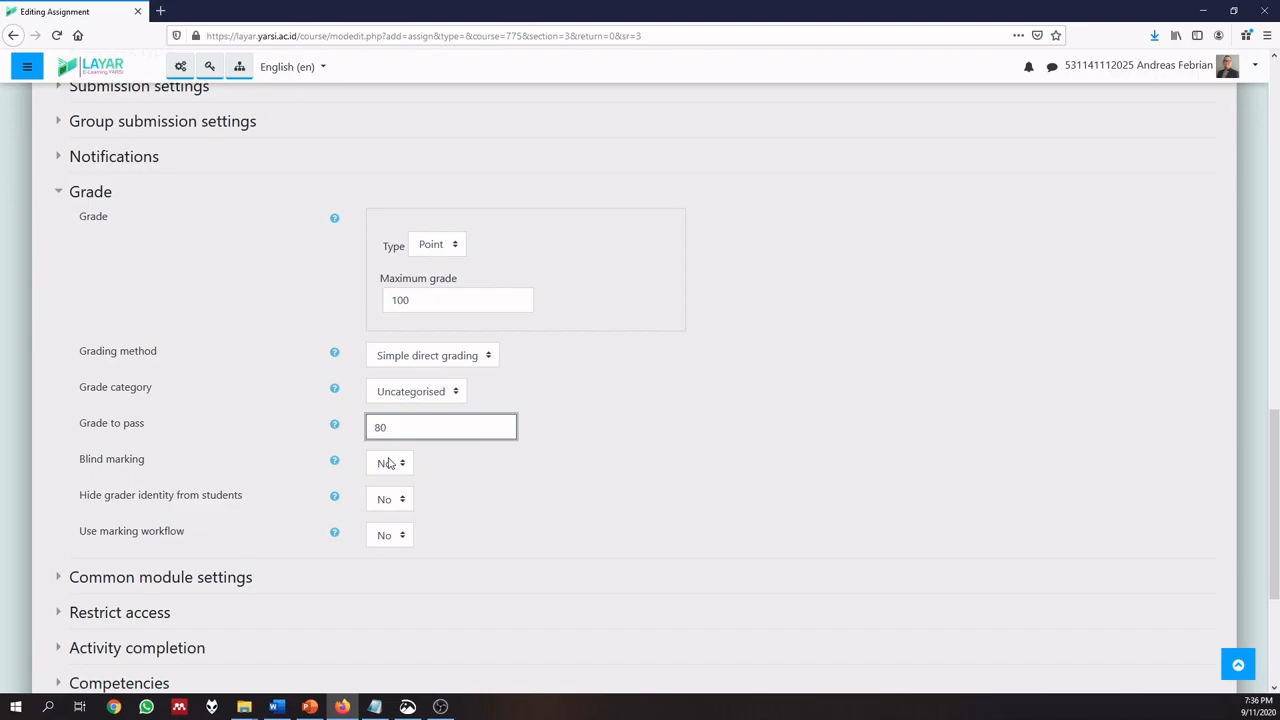 Editing Assignment
https://layar.yarsi.ac.id/course/modedit.php?add=assign&type=&course=775&section=3&return=0&sr=3
LAYAR
E-Learning YARSI
English (en)
531141112025 Andreas Febrian
Submission settings
Group submission settings
Notifications
Grade
Grade
Type Point
Maximum grade
100
Grading method
Simple direct grading
Grade category
Uncategorised
Grade to pass
80
Blind marking
No
Hide grader identity from students
No
Use marking workflow
No
Common module settings
Restrict access
Activity completion
Competencies
7:36 PM
9/11/2020